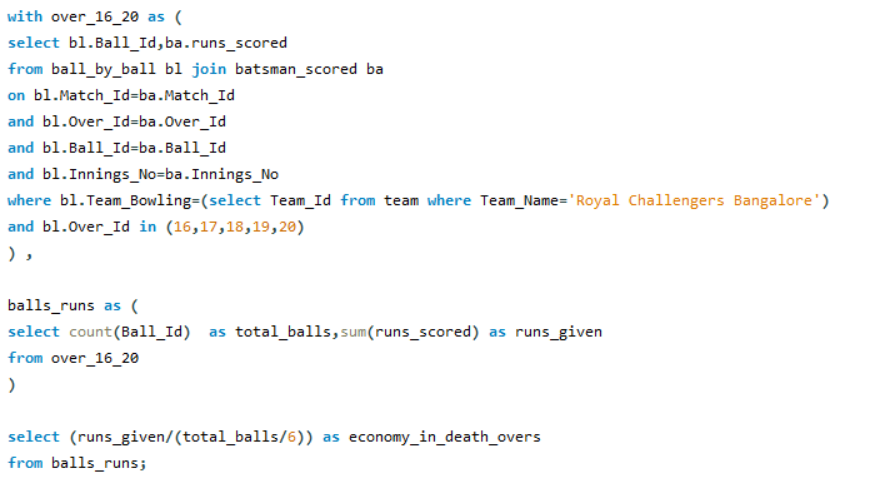 with over_16_20 as (
select bl.Ball_Id,ba.runs_scored
from ball_by_ball bl join batsman_scored ba
on bl.Match_Id=ba.Match_Id
and bl.Over_Id=ba.Over_Id
and bl.Ball_Id=ba.Ball_Id
and bl.Innings_No=ba.Innings_No
where bl.Team_Bowling=(select Team_Id from team where Team_Name='Royal Challengers Bangalore')
and bl.Over_Id in (16,17,18,19,20)
) ,
balls_runs as (
select count(Ball_Id)  as total_balls,sum(runs_scored) as runs_given
from over_16_20
)
select (runs_given/(total_balls/6)) as economy_in_death_overs
from balls_runs;